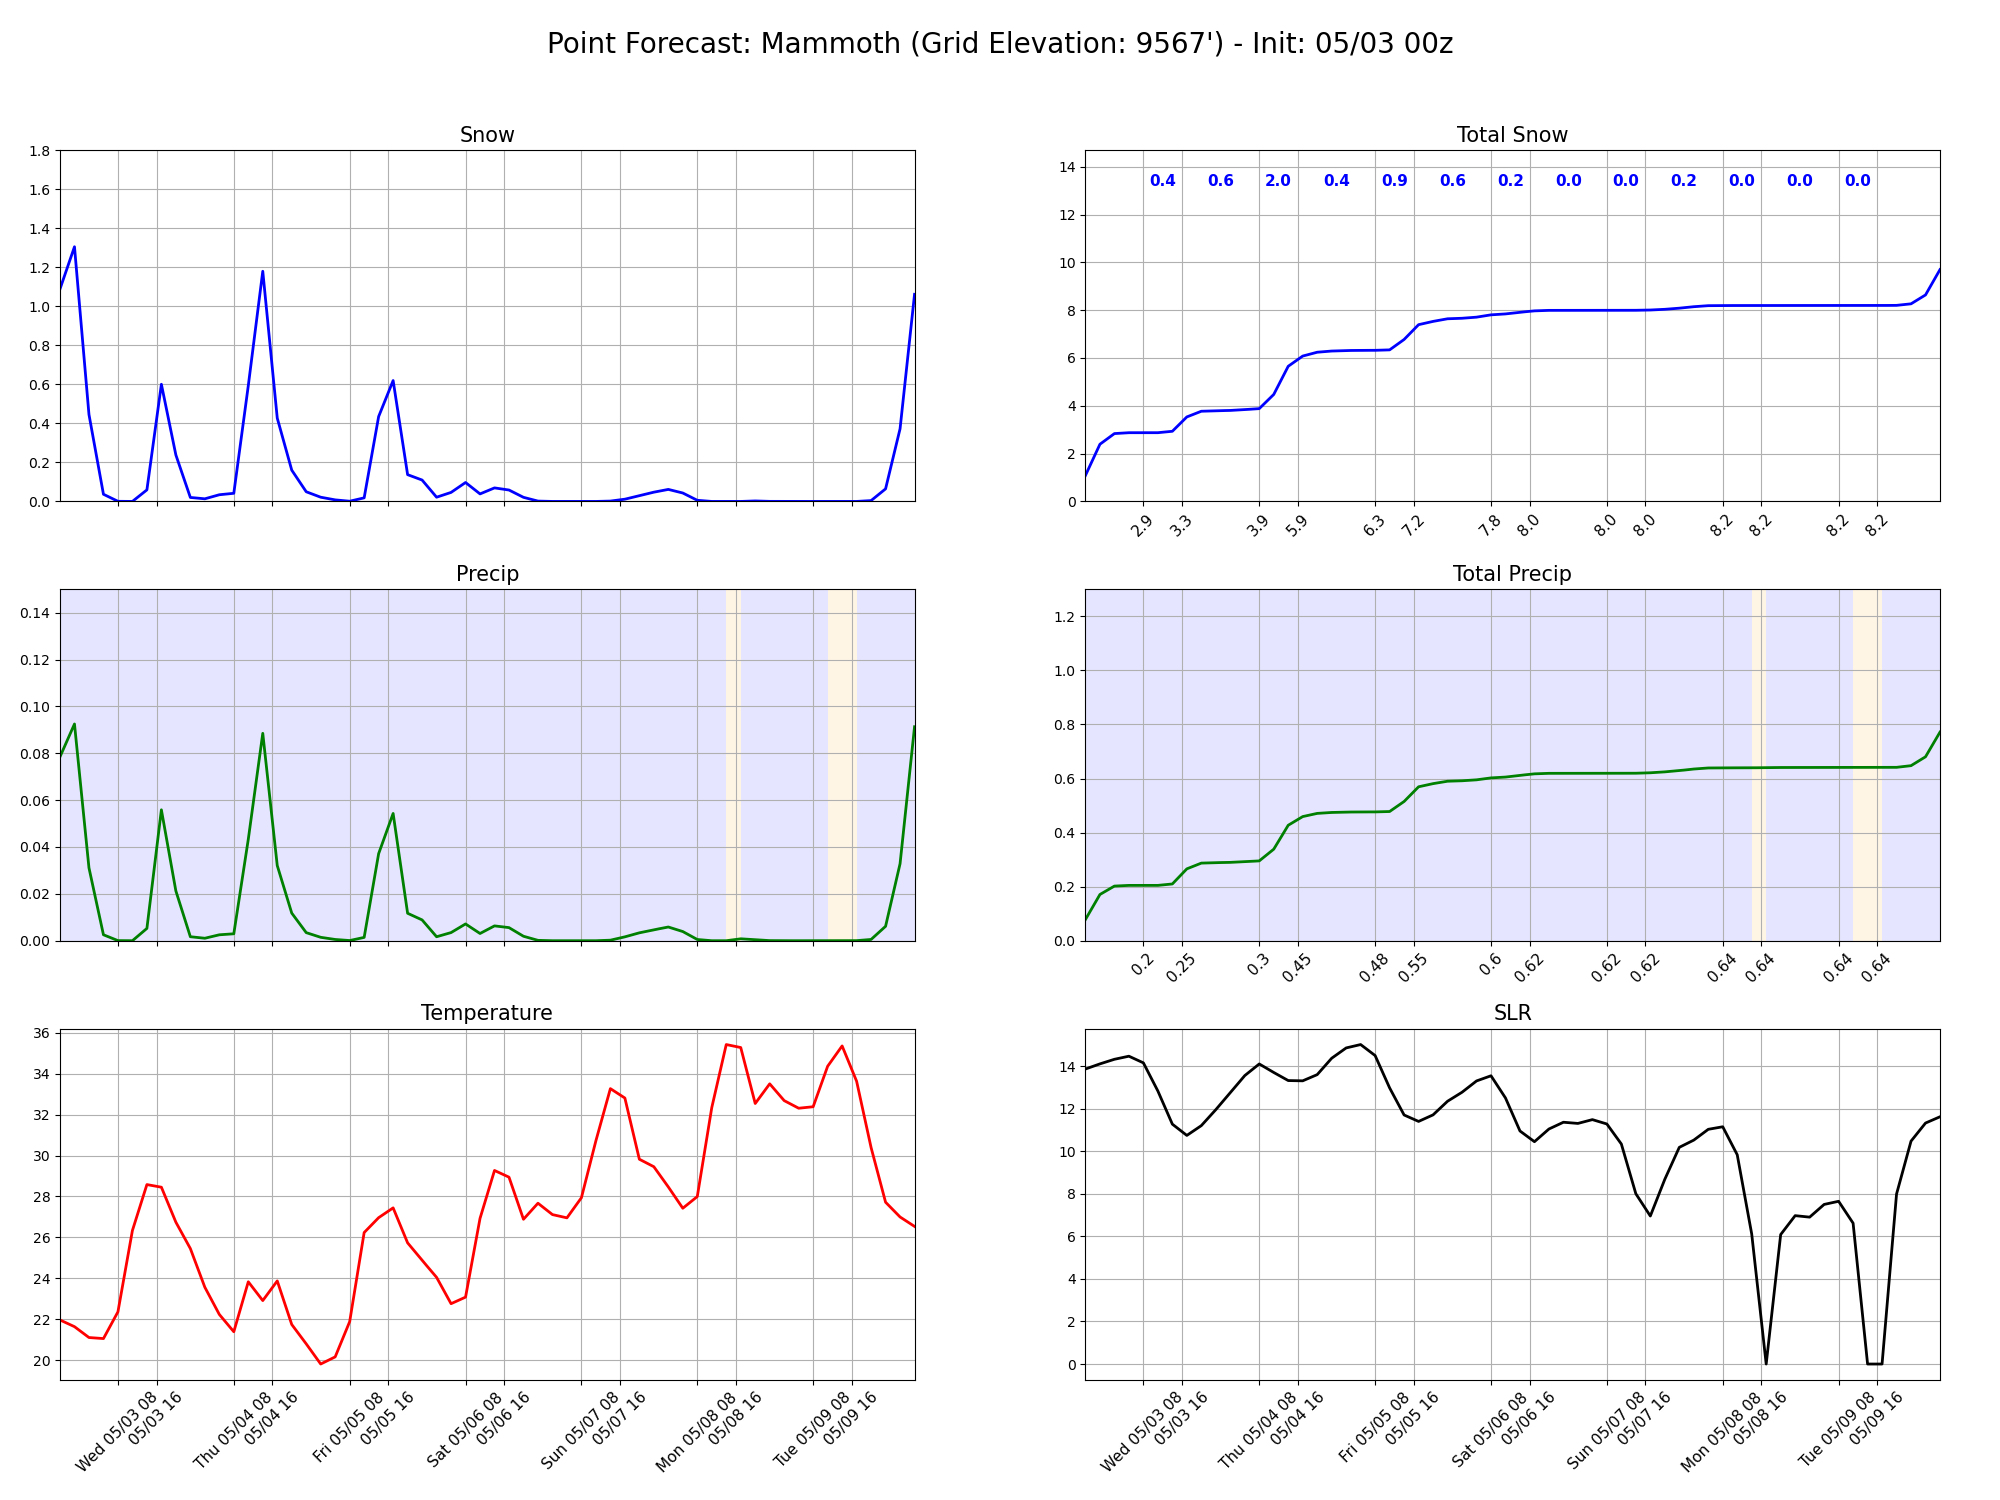 Point Forecast: Mammoth (Grid Elevation: 9567') - Init: 05/03 00z
Snow
1.8
1.6
1.4
1.2
1.0
0.8
0.6
0.4
0.2
0.0
Total Snow
14
12
10
8
6
4
2
0
0.4 0.6 2.0 0.4 0.9 0.6 0.2 0.0 0.0 0.2 0.0 0.0 0.0
2.9 3.3 3.9 5.9 6.3 7.2 7.8 8.0 8.0 8.0 8.2 8.2 8.2 8.2
Precip
0.14
0.12
0.10
0.08
0.06
0.04
0.02
0.00
Total Precip
1.2
1.0
0.8
0.6
0.4
0.2
0.0
0.2 0.25 0.3 0.45 0.48 0.55 0.6 0.62 0.62 0.62 0.64 0.64 0.64 0.64
Temperature
36
34
32
30
28
26
24
22
20
Wed 05/03 08
05/03 16
Thu 05/04 08
05/04 16
Fri 05/05 08
05/05 16
Sat 05/06 08
05/06 16
Sun 05/07 08
05/07 16
Mon 05/08 08
05/08 16
Tue 05/09 08
05/09 16
SLR
14
12
10
8
6
4
2
0
Wed 05/03 08
05/03 16
Thu 05/04 08
05/04 16
Fri 05/05 08
05/05 16
Sat 05/06 08
05/06 16
Sun 05/07 08
05/07 16
Mon 05/08 08
05/08 16
Tue 05/09 08
05/09 16